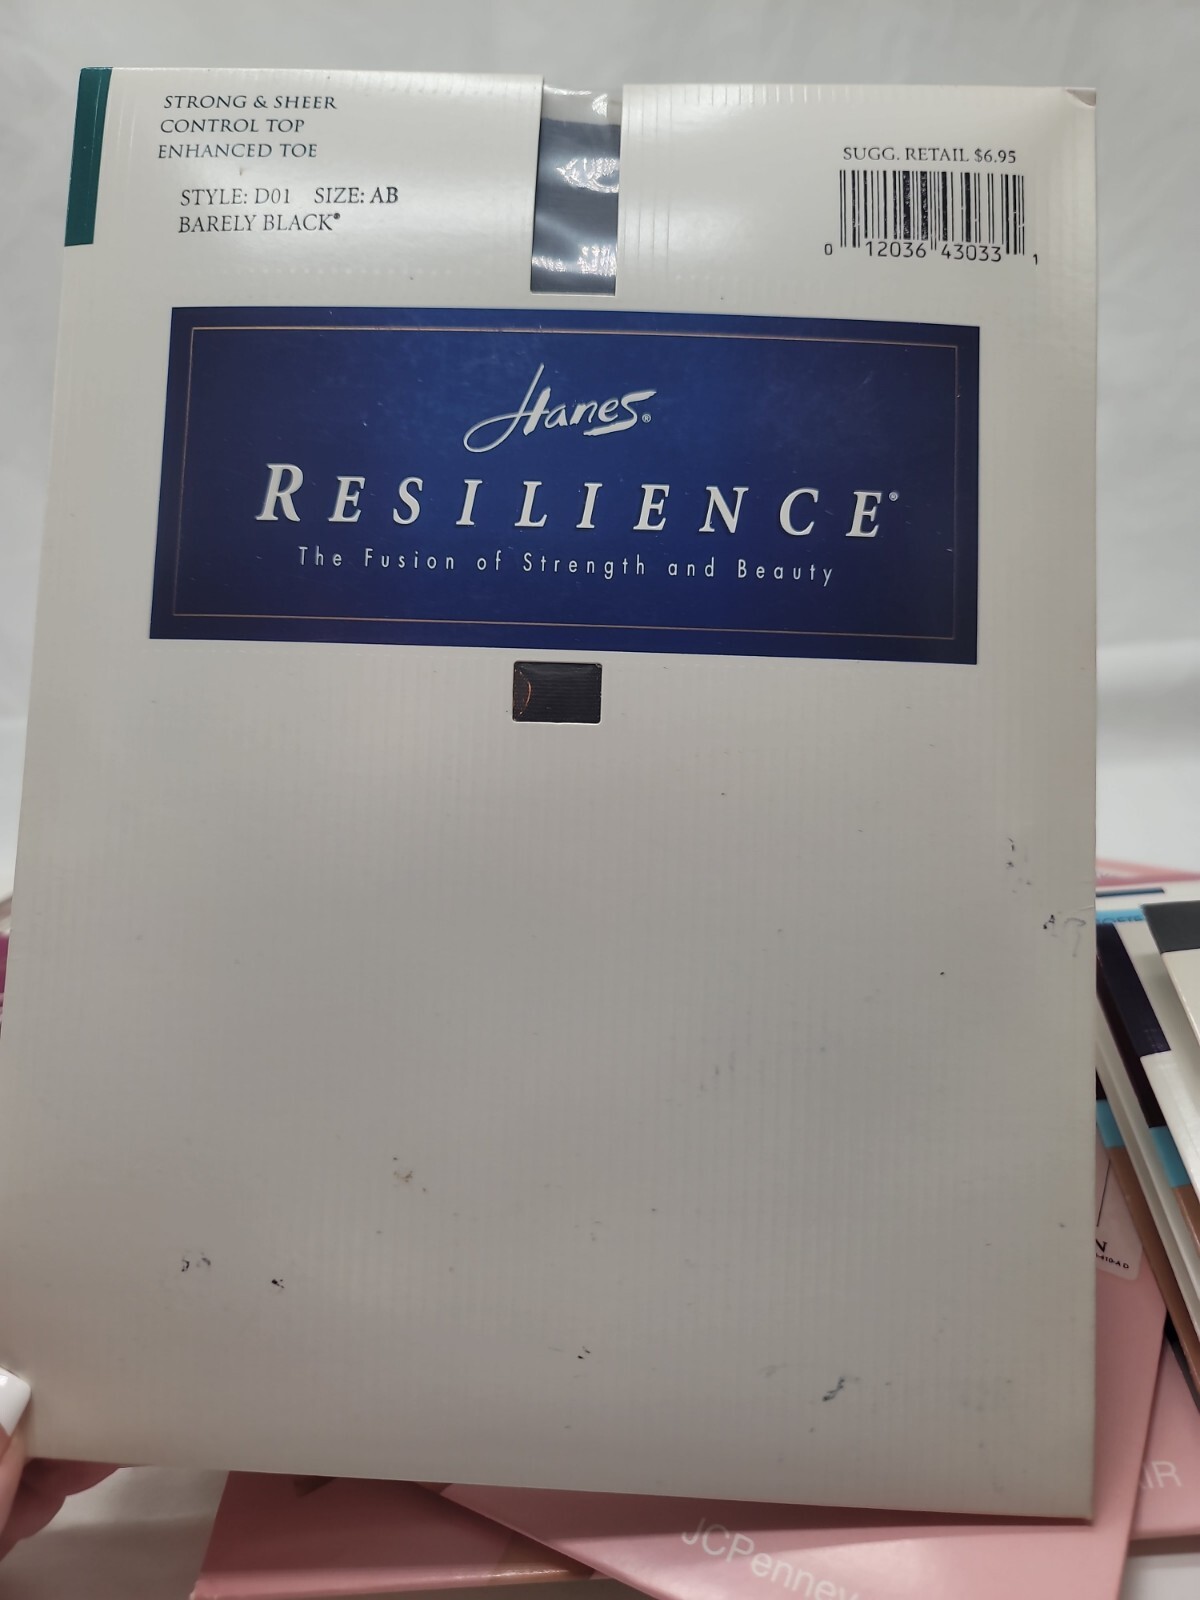 STRONG & SHEER
CONTROL TOP
ENHANCED TOE
STYLE: D01 SIZE: AB
BARELY BLACK®
SUGG. RETAIL $6.95
0 12036 43033 1
Hanes®
RESILIENCE®
The Fusion of Strength and Beauty
JCPenney